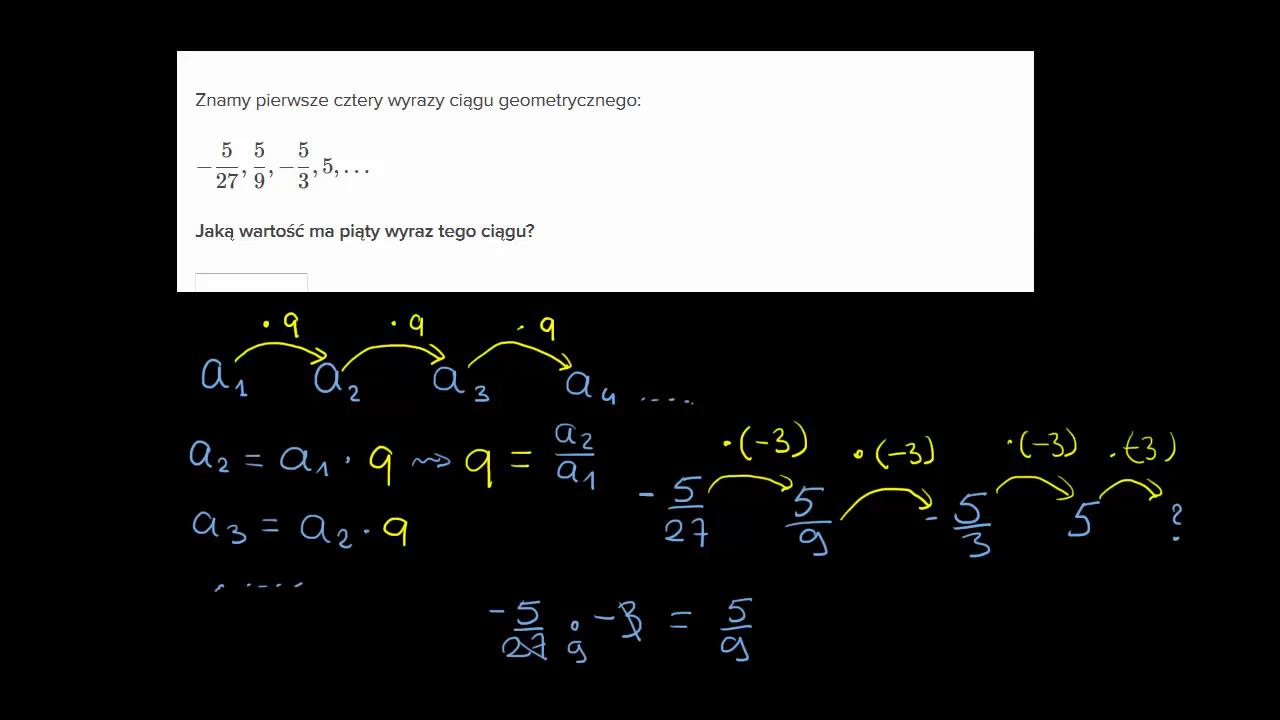 Znamy pierwsze cztery wyrazy ciągu geometrycznego:
-5/27, 5/9, -5/3, 5, ...
Jaką wartość ma piąty wyraz tego ciągu?
· q · q · q
a₁ a₂ a₃ a₄ .....
a₂ = a₁ · q ⇝ q = a₂/a₁
·(-3) ·(-3) ·(-3) ·(-3)
-5/27 5/9 -5/3 5 ?
a₃ = a₂ · q
.....
-5/27 · -3 = 5/9
9